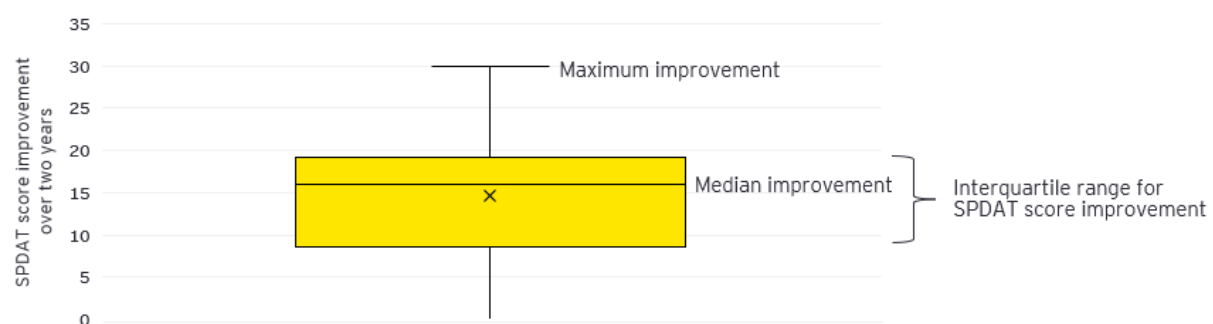 35
30
25
20
15
10
5
0
SPDAT score improvement
over two years
Maximum improvement
Median improvement
Interquartile range for
SPDAT score improvement